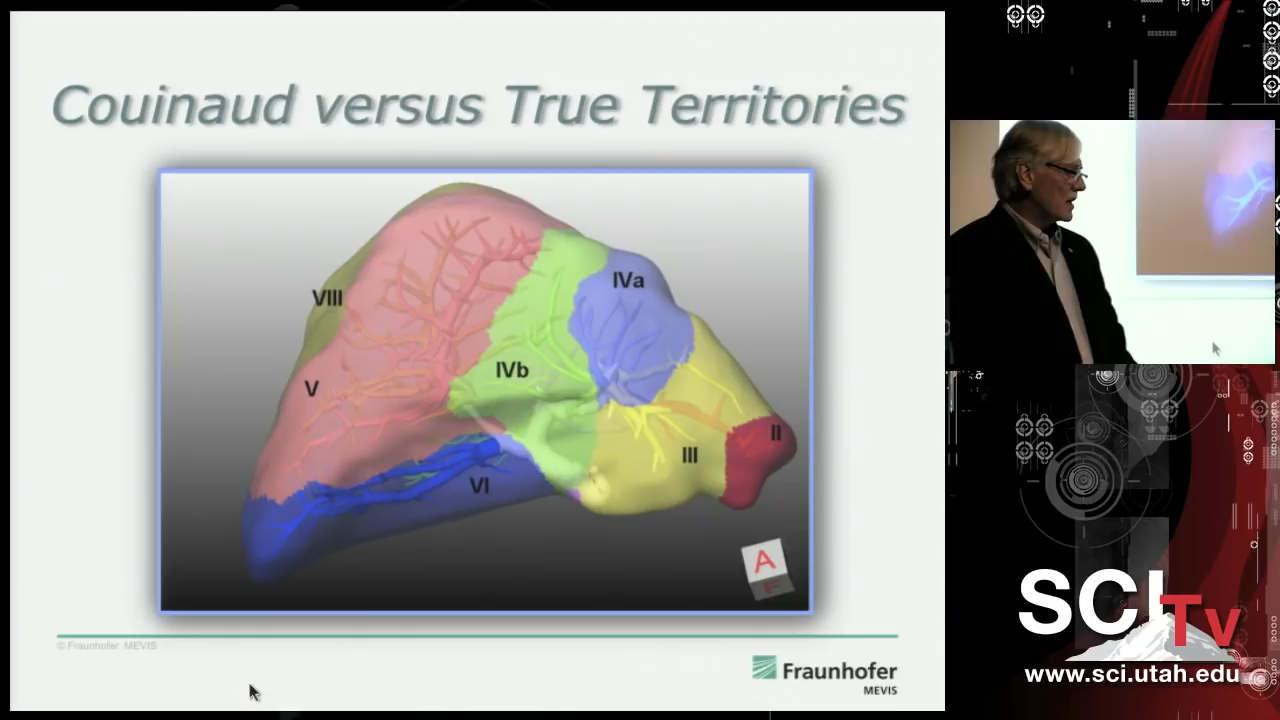 Couinaud versus True Territories
VIII
IVa
IVb
V
II
III
VI
A
F
© Fraunhofer MEVIS
Fraunhofer
MEVIS
SCI
TV
www.sci.utah.edu